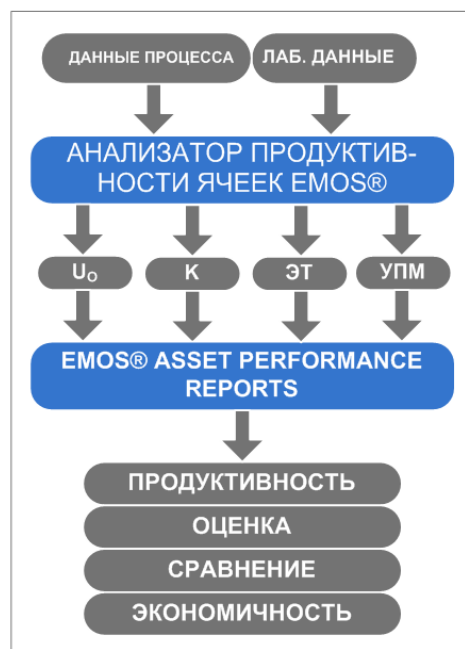 ДАННЫЕ ПРОЦЕССА ЛАБ. ДАННЫЕ
АНАЛИЗАТОР ПРОДУКТИВ-
НОСТИ ЯЧЕЕК EMOS®
Uo K ЭТ УПМ
EMOS® ASSET PERFORMANCE
REPORTS
ПРОДУКТИВНОСТЬ
ОЦЕНКА
СРАВНЕНИЕ
ЭКОНОМИЧНОСТЬ